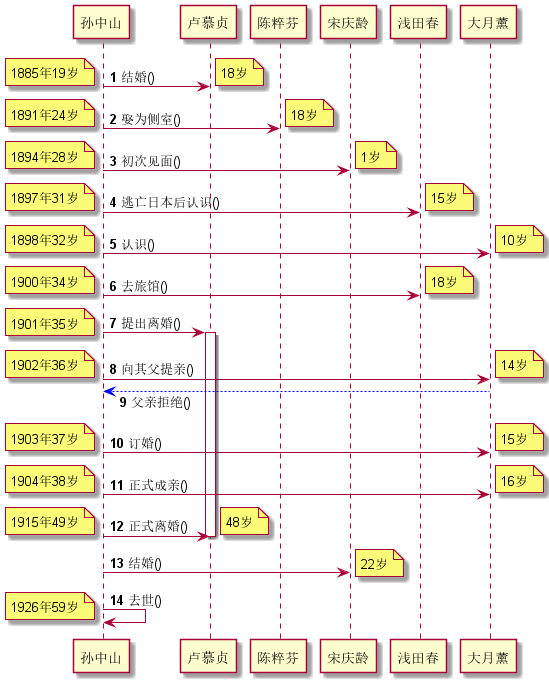 孙中山 卢慕贞 陈粹芬 宋庆龄 浅田春 大月薰
1885年19岁 1 结婚() 18岁
1891年24岁 2 娶为侧室() 18岁
1894年28岁 3 初次见面() 1岁
1897年31岁 4 逃亡日本后认识() 15岁
1898年32岁 5 认识() 10岁
1900年34岁 6 去旅馆() 18岁
1901年35岁 7 提出离婚()
1902年36岁 8 向其父提亲() 14岁
9 父亲拒绝()
1903年37岁 10 订婚() 15岁
1904年38岁 11 正式成亲() 16岁
1915年49岁 12 正式离婚() 48岁
13 结婚() 22岁
1926年59岁 14 去世()
孙中山 卢慕贞 陈粹芬 宋庆龄 浅田春 大月薰